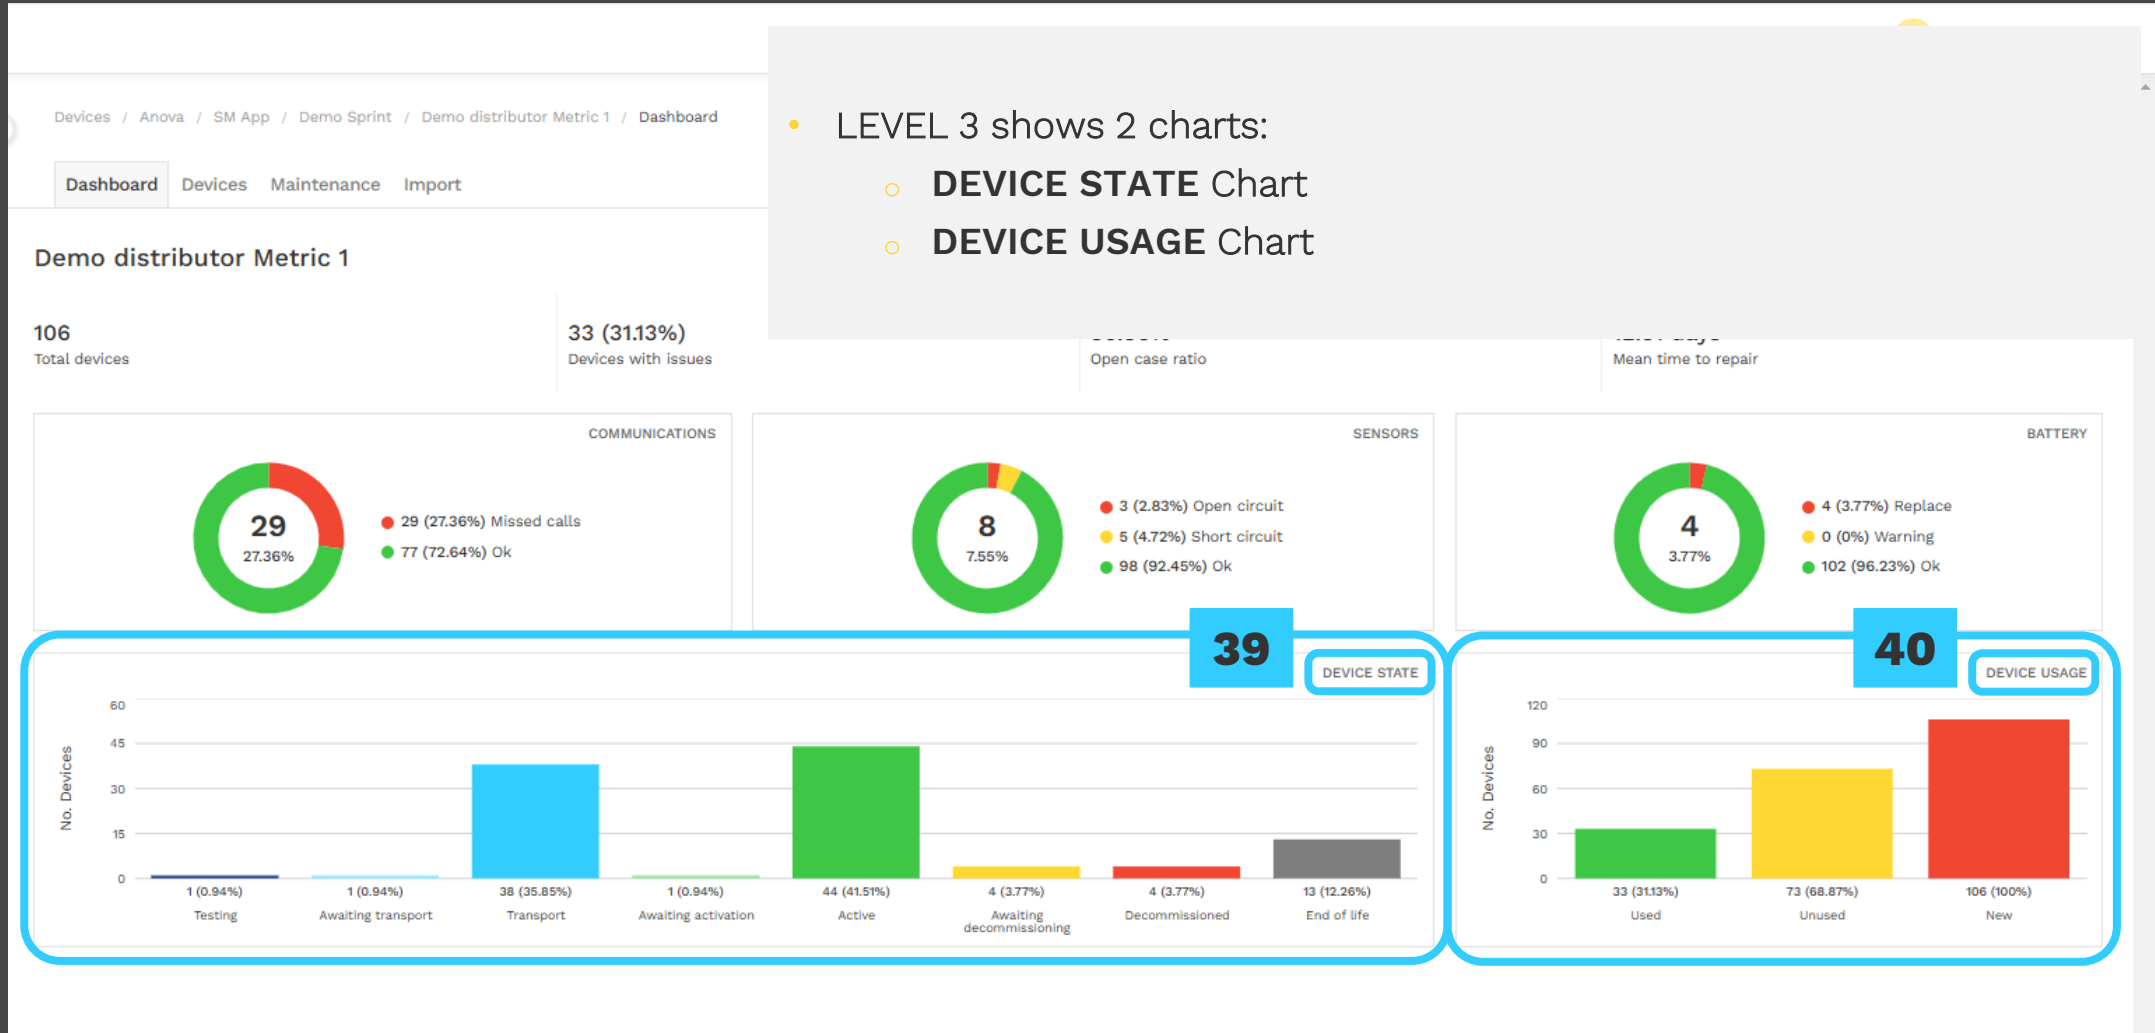 • LEVEL 3 shows 2 charts:
o DEVICE STATE Chart
o DEVICE USAGE Chart
Devices / Anova / SM App / Demo Sprint / Demo distributor Metric 1 / Dashboard
Dashboard Devices Maintenance Import
Demo distributor Metric 1
106
Total devices
33 (31.13%)
Devices with issues
Open case ratio
Mean time to repair
COMMUNICATIONS
29
27.36%
29 (27.36%) Missed calls
77 (72.64%) Ok
SENSORS
8
7.55%
3 (2.83%) Open circuit
5 (4.72%) Short circuit
98 (92.45%) Ok
BATTERY
4
3.77%
4 (3.77%) Replace
0 (0%) Warning
102 (96.23%) Ok
39
DEVICE STATE
No. Devices
60
45
30
15
0
1 (0.94%) 1 (0.94%) 38 (35.85%) 1 (0.94%) 44 (41.51%) 4 (3.77%) 4 (3.77%) 13 (12.26%)
Testing Awaiting transport Transport Awaiting activation Active Awaiting Decommissioned End of life
decommissioning
40
DEVICE USAGE
No. Devices
120
90
60
30
0
33 (31.13%) 73 (68.87%) 106 (100%)
Used Unused New